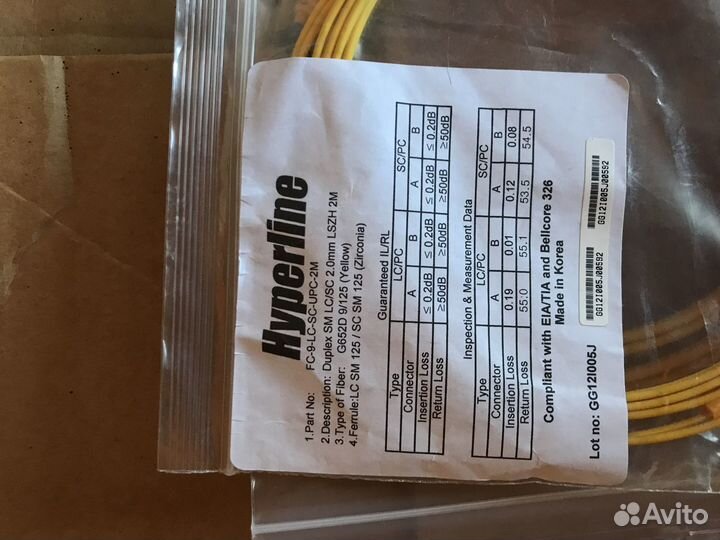 Hyperline
1.Part No: FC-9-LC-SC-UPC-2M
2.Description: Duplex SM LC/SC 2.0mm LSZH 2M
3.Type of Fiber: G652D 9/125 (Yellow)
4.Ferrule:LC SM 125 / SC SM 125 (Zirconia)
Guaranteed IL/RL
Type LC/PC SC/PC
Connector A B A B
Insertion Loss ≤ 0.2dB ≤ 0.2dB ≤ 0.2dB ≤ 0.2dB
Return Loss ≥50dB ≥50dB ≥50dB ≥50dB
Inspection & Measurement Data
Type LC/PC SC/PC
Connector A B A B
Insertion Loss 0.19 0.01 0.12 0.08
Return Loss 55.0 55.1 53.5 54.5
Compliant with EIA/TIA and Bellcore 326
Made in Korea
Lot no: GG12I005J
GG12I005J00592 GG12I005J00592
Avito